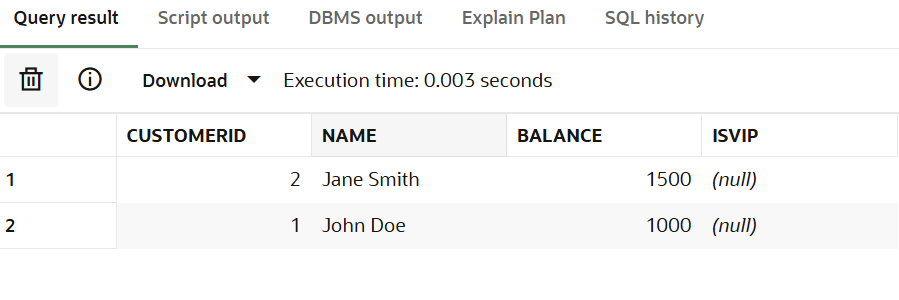 Query result Script output DBMS output Explain Plan SQL history
Download Execution time: 0.003 seconds
CUSTOMERID NAME BALANCE ISVIP
1 2 Jane Smith 1500 (null)
2 1 John Doe 1000 (null)